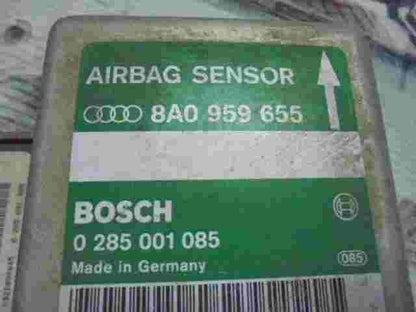 AIRBAG SENSOR
8A0 959 655
BOSCH
0 285 001 085
Made in Germany
085